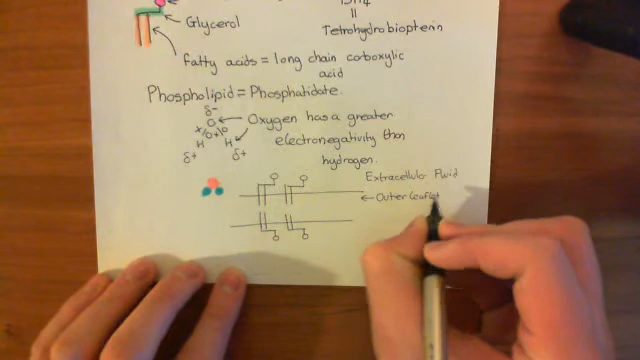 BH4
||
Glycerol
Tetrahydrobiopterin
Fatty acids = long chain carboxylic
acid
Phospholipid = Phosphatidate.
δ-
O
Oxygen has a greater
H H
electronegativity than
δ+ δ+
hydrogen.
Extracellular Fluid
← Outer leaflet